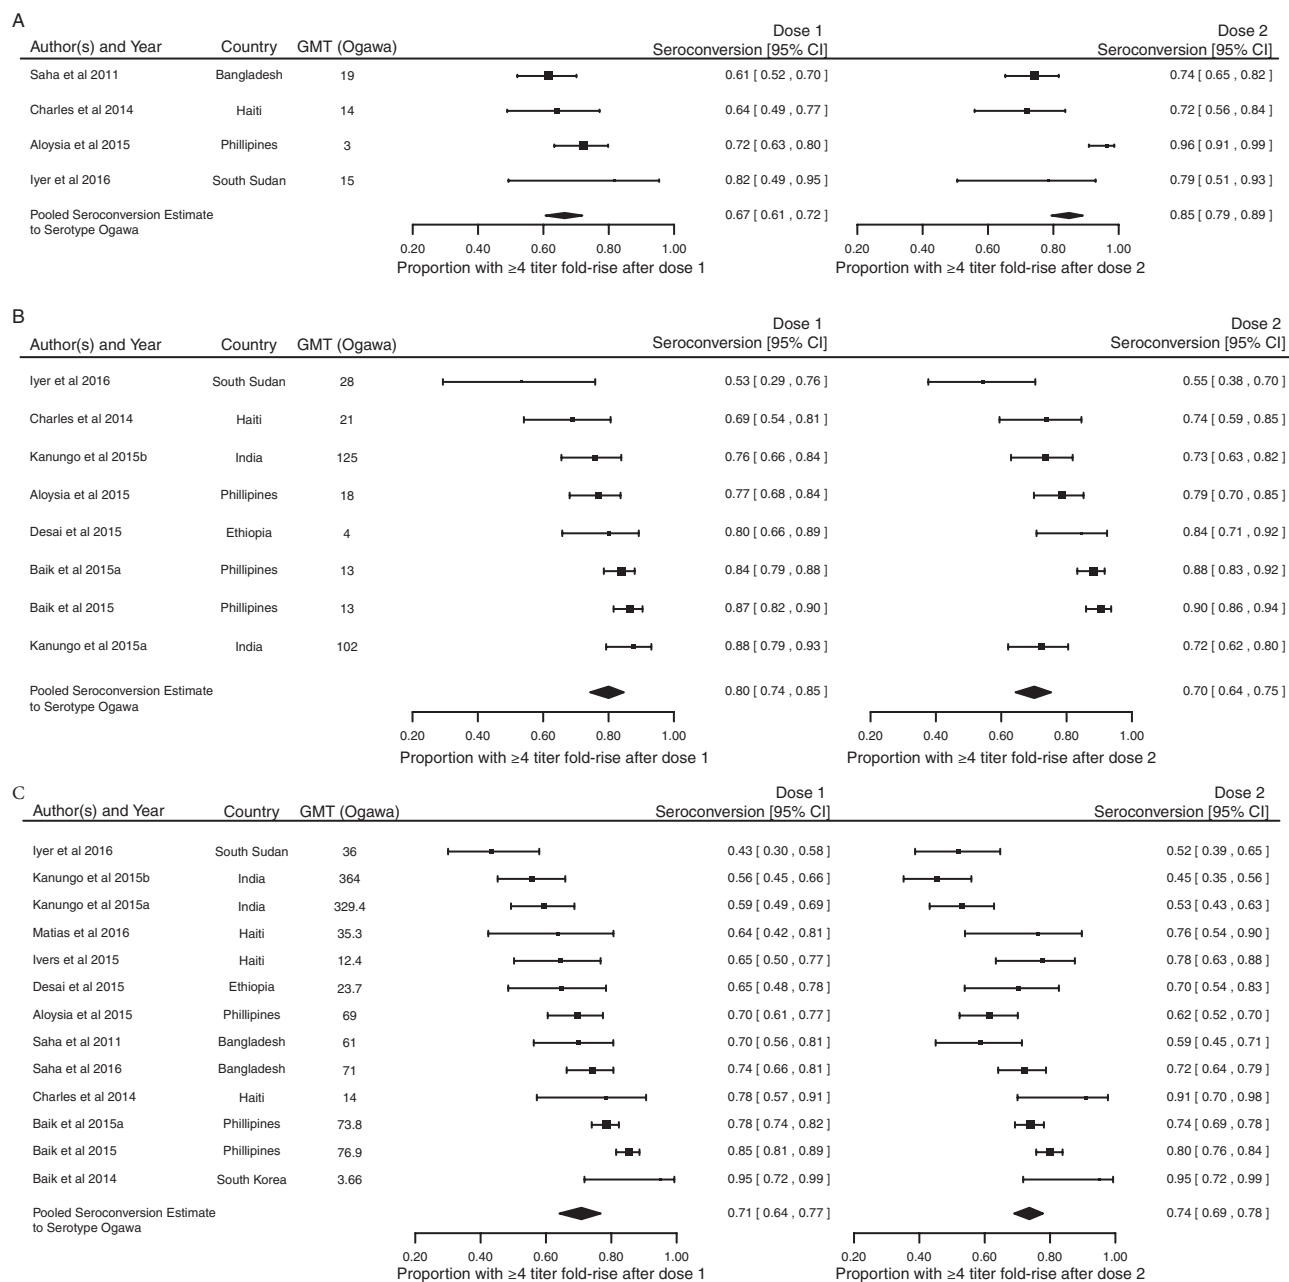 A
Dose 1 Dose 2
Author(s) and Year Country GMT (Ogawa) Seroconversion [95% CI] Seroconversion [95% CI]
Saha et al 2011 Bangladesh 19 0.61 [ 0.52 , 0.70 ] 0.74 [ 0.65 , 0.82 ]
Charles et al 2014 Haiti 14 0.64 [ 0.49 , 0.77 ] 0.72 [ 0.56 , 0.84 ]
Aloysia et al 2015 Phillipines 3 0.72 [ 0.63 , 0.80 ] 0.96 [ 0.91 , 0.99 ]
Iyer et al 2016 South Sudan 15 0.82 [ 0.49 , 0.95 ] 0.79 [ 0.51 , 0.93 ]
Pooled Seroconversion Estimate 0.67 [ 0.61 , 0.72 ] 0.85 [ 0.79 , 0.89 ]
to Serotype Ogawa
0.20 0.40 0.60 0.80 1.00 0.20 0.40 0.60 0.80 1.00
Proportion with ≥4 titer fold-rise after dose 1 Proportion with ≥4 titer fold-rise after dose 2
B
Dose 1 Dose 2
Author(s) and Year Country GMT (Ogawa) Seroconversion [95% CI] Seroconversion [95% CI]
Iyer et al 2016 South Sudan 28 0.53 [ 0.29 , 0.76 ] 0.55 [ 0.38 , 0.70 ]
Charles et al 2014 Haiti 21 0.69 [ 0.54 , 0.81 ] 0.74 [ 0.59 , 0.85 ]
Kanungo et al 2015b India 125 0.76 [ 0.66 , 0.84 ] 0.73 [ 0.63 , 0.82 ]
Aloysia et al 2015 Phillipines 18 0.77 [ 0.68 , 0.84 ] 0.79 [ 0.70 , 0.85 ]
Desai et al 2015 Ethiopia 4 0.80 [ 0.66 , 0.89 ] 0.84 [ 0.71 , 0.92 ]
Baik et al 2015a Phillipines 13 0.84 [ 0.79 , 0.88 ] 0.88 [ 0.83 , 0.92 ]
Baik et al 2015 Phillipines 13 0.87 [ 0.82 , 0.90 ] 0.90 [ 0.86 , 0.94 ]
Kanungo et al 2015a India 102 0.88 [ 0.79 , 0.93 ] 0.72 [ 0.62 , 0.80 ]
Pooled Seroconversion Estimate 0.80 [ 0.74 , 0.85 ] 0.70 [ 0.64 , 0.75 ]
to Serotype Ogawa
0.20 0.40 0.60 0.80 1.00 0.20 0.40 0.60 0.80 1.00
Proportion with ≥4 titer fold-rise after dose 1 Proportion with ≥4 titer fold-rise after dose 2
C
Dose 1 Dose 2
Author(s) and Year Country GMT (Ogawa) Seroconversion [95% CI] Seroconversion [95% CI]
Iyer et al 2016 South Sudan 36 0.43 [ 0.30 , 0.58 ] 0.52 [ 0.39 , 0.65 ]
Kanungo et al 2015b India 364 0.56 [ 0.45 , 0.66 ] 0.45 [ 0.35 , 0.56 ]
Kanungo et al 2015a India 329.4 0.59 [ 0.49 , 0.69 ] 0.53 [ 0.43 , 0.63 ]
Matias et al 2016 Haiti 35.3 0.64 [ 0.42 , 0.81 ] 0.76 [ 0.54 , 0.90 ]
Ivers et al 2015 Haiti 12.4 0.65 [ 0.50 , 0.77 ] 0.78 [ 0.63 , 0.88 ]
Desai et al 2015 Ethiopia 23.7 0.65 [ 0.48 , 0.78 ] 0.70 [ 0.54 , 0.83 ]
Aloysia et al 2015 Phillipines 69 0.70 [ 0.61 , 0.77 ] 0.62 [ 0.52 , 0.70 ]
Saha et al 2011 Bangladesh 61 0.70 [ 0.56 , 0.81 ] 0.59 [ 0.45 , 0.71 ]
Saha et al 2016 Bangladesh 71 0.74 [ 0.66 , 0.81 ] 0.72 [ 0.64 , 0.79 ]
Charles et al 2014 Haiti 14 0.78 [ 0.57 , 0.91 ] 0.91 [ 0.70 , 0.98 ]
Baik et al 2015a Phillipines 73.8 0.78 [ 0.74 , 0.82 ] 0.74 [ 0.69 , 0.78 ]
Baik et al 2015 Phillipines 76.9 0.85 [ 0.81 , 0.89 ] 0.80 [ 0.76 , 0.84 ]
Baik et al 2014 South Korea 3.66 0.95 [ 0.72 , 0.99 ] 0.95 [ 0.72 , 0.99 ]
Pooled Seroconversion Estimate 0.71 [ 0.64 , 0.77 ] 0.74 [ 0.69 , 0.78 ]
to Serotype Ogawa
0.20 0.40 0.60 0.80 1.00 0.20 0.40 0.60 0.80 1.00
Proportion with ≥4 titer fold-rise after dose 1 Proportion with ≥4 titer fold-rise after dose 2